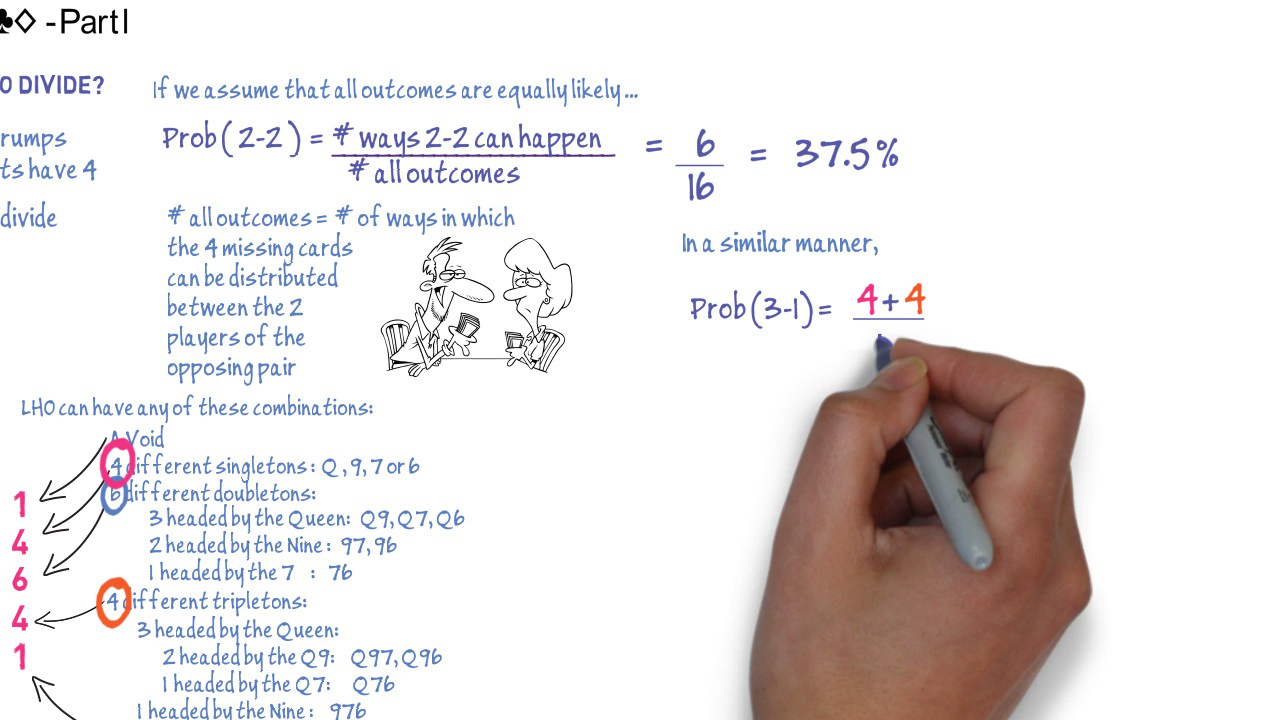 ♣◇ -Part I
O DIVIDE?
rumps
ts have 4
divide
If we assume that all outcomes are equally likely...
Prob(2-2) = # ways 2-2 can happen
# all outcomes
= 6
16
= 37.5%
# all outcomes = # of ways in which
the 4 missing cards
can be distributed
between the 2
players of the
opposing pair
In a similar manner,
Prob(3-1) = 4+4
LHO can have any of these combinations:
A Void
4 different singletons: Q, 9, 7 or 6
6 different doubletons:
3 headed by the Queen: Q9, Q7, Q6
2 headed by the Nine: 97, 96
1 headed by the 7 : 76
4 different tripletons:
3 headed by the Queen:
2 headed by the Q9: Q97, Q96
1 headed by the Q7: Q76
1 headed by the Nine: 976
1
4
6
4
1